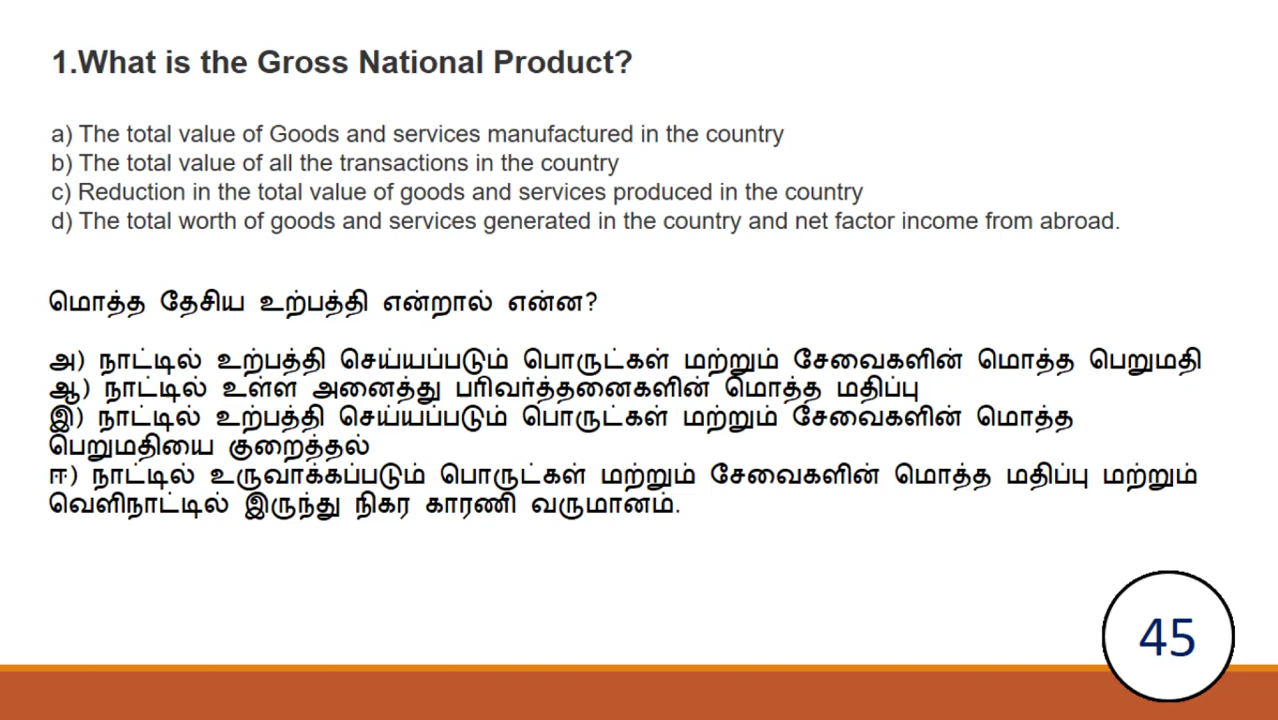 1.What is the Gross National Product?
a) The total value of Goods and services manufactured in the country
b) The total value of all the transactions in the country
c) Reduction in the total value of goods and services produced in the country
d) The total worth of goods and services generated in the country and net factor income from abroad.
மொத்த தேசிய உற்பத்தி என்றால் என்ன?
அ) நாட்டில் உற்பத்தி செய்யப்படும் பொருட்கள் மற்றும் சேவைகளின் மொத்த பெறுமதி
ஆ) நாட்டில் உள்ள அனைத்து பரிவர்த்தனைகளின் மொத்த மதிப்பு
இ) நாட்டில் உற்பத்தி செய்யப்படும் பொருட்கள் மற்றும் சேவைகளின் மொத்த
பெறுமதியை குறைத்தல்
ஈ) நாட்டில் உருவாக்கப்படும் பொருட்கள் மற்றும் சேவைகளின் மொத்த மதிப்பு மற்றும்
வெளிநாட்டில் இருந்து நிகர காரணி வருமானம்.
45